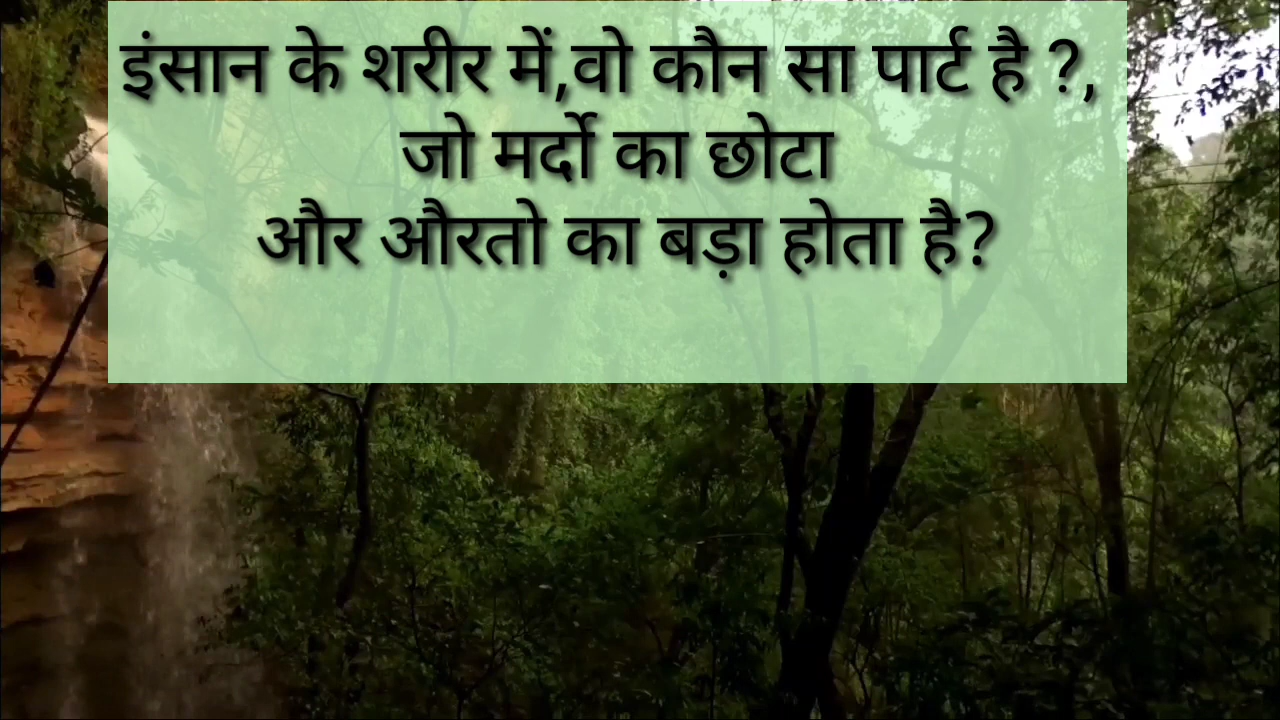 इंसान के शरीर में,वो कौन सा पार्ट है ?,
जो मर्दो का छोटा
और औरतो का बड़ा होता है?